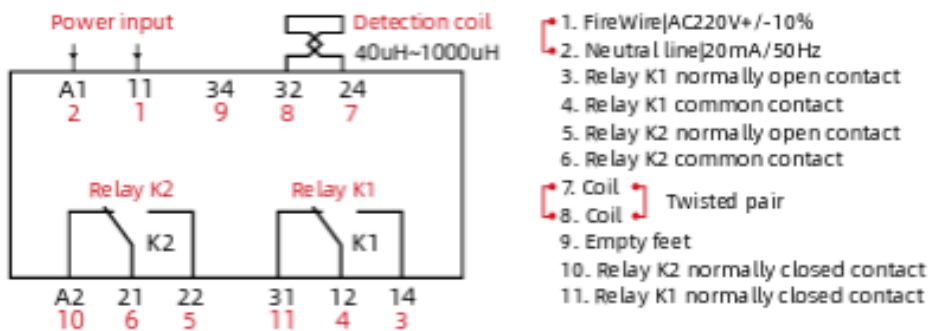 Power input
Detection coil
40uH~1000uH
A1 11 34 32 24
2 1 9 8 7
Relay K2 Relay K1
K2 K1
A2 21 22 31 12 14
10 6 5 11 4 3
1. FireWire|AC220V+/-10%
2. Neutral line|20mA/50Hz
3. Relay K1 normally open contact
4. Relay K1 common contact
5. Relay K2 normally open contact
6. Relay K2 common contact
7. Coil
8. Coil
Twisted pair
9. Empty feet
10. Relay K2 normally closed contact
11. Relay K1 normally closed contact